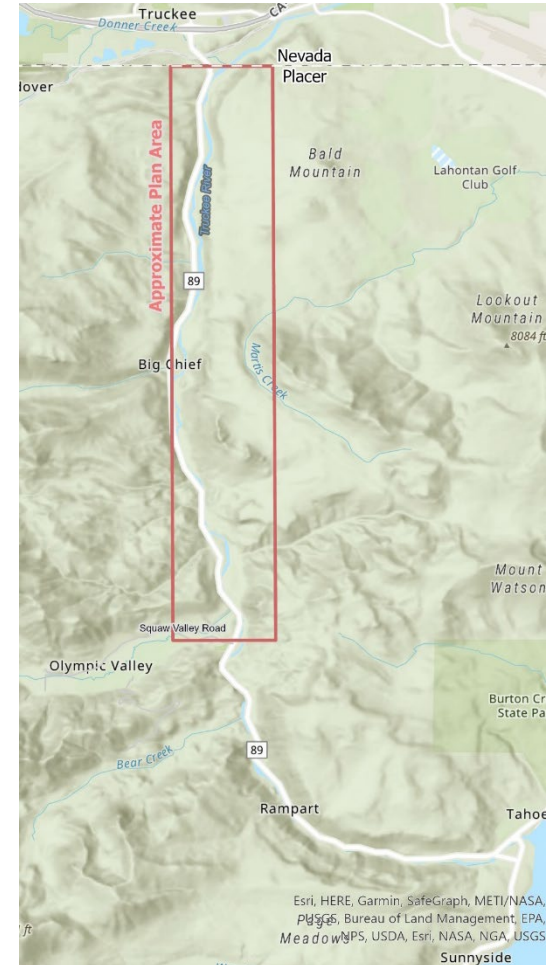 Truckee
Donner Creek
CA
Nevada
Placer
Bald
Mountain
Lahontan Golf
Club
Approximate Plan Area
Truckee River
89
Lookout
Mountain
8084 ft
Big Chief
Martis Creek
Mount
Watson
Squaw Valley Road
Olympic Valley
Burton Cr
State Pa
89
Bear Creek
Rampart
Tahoe
Esri, HERE, Garmin, SafeGraph, METI/NASA,
USGS, Bureau of Land Management, EPA,
NPS, USDA, Esri, NASA, NGA, USGS
Page
Meadows
ft
Sunnyside